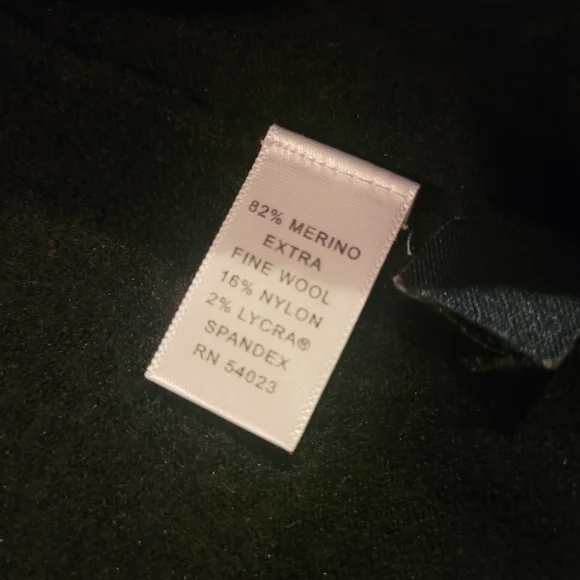 82% MERINO
EXTRA
FINE WOOL
16% NYLON
2% LYCRA®
SPANDEX
RN 54023